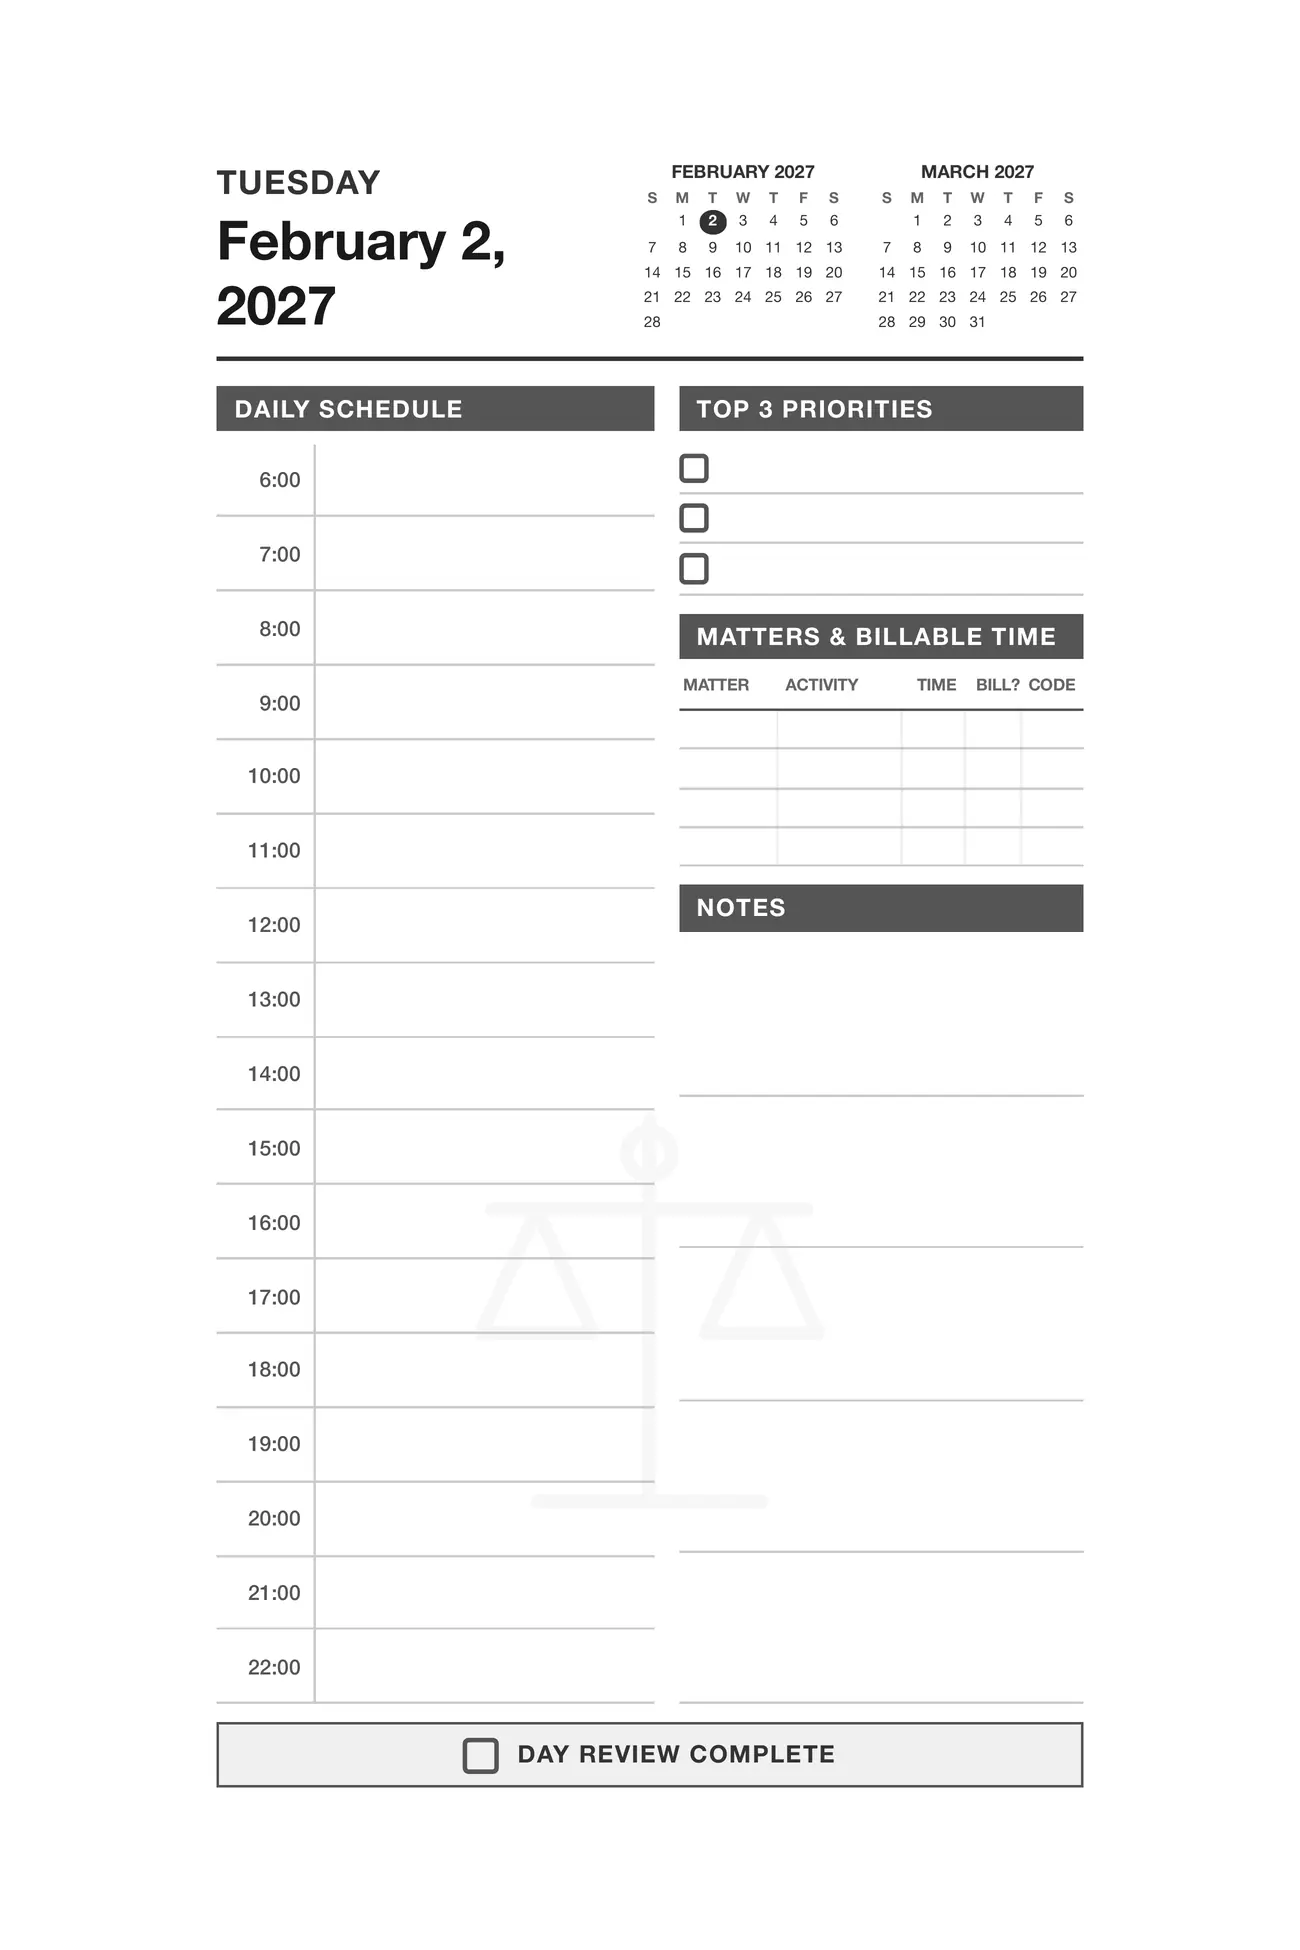 TUESDAY
February 2,
2027
FEBRUARY 2027
S M T W T F S
1 2 3 4 5 6
7 8 9 10 11 12 13
14 15 16 17 18 19 20
21 22 23 24 25 26 27
28
MARCH 2027
S M T W T F S
1 2 3 4 5 6
7 8 9 10 11 12 13
14 15 16 17 18 19 20
21 22 23 24 25 26 27
28 29 30 31
DAILY SCHEDULE
6:00
7:00
8:00
9:00
10:00
11:00
12:00
13:00
14:00
15:00
16:00
17:00
18:00
19:00
20:00
21:00
22:00
TOP 3 PRIORITIES
MATTERS & BILLABLE TIME
MATTER ACTIVITY TIME BILL? CODE
NOTES
DAY REVIEW COMPLETE